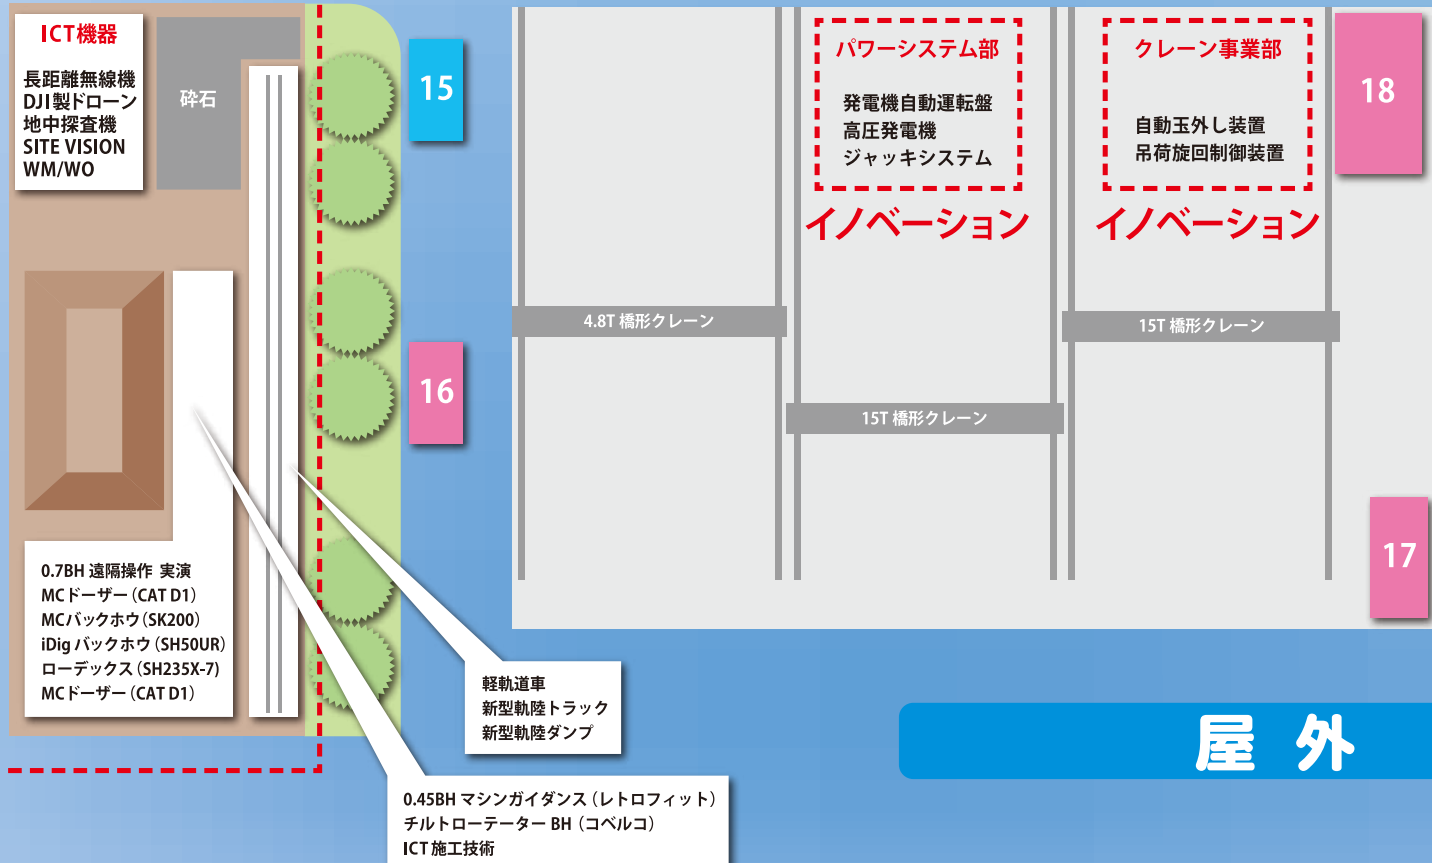 ICT機器
長距離無線機
DJI製ドローン
地中探査機
SITE VISION
WM/WO
砕石
15
16
パワーシステム部
発電機自動運転盤
高圧発電機
ジャッキシステム
イノベーション
クレーン事業部
自動玉外し装置
吊荷旋回制御装置
イノベーション
18
4.8T 橋形クレーン
15T 橋形クレーン
15T 橋形クレーン
17
0.7BH 遠隔操作 実演
MCドーザー（CAT D1）
MCバックホウ（SK200）
iDig バックホウ（SH50UR）
ローデックス（SH235X-7)
MCドーザー（CAT D1）
軽軌道車
新型軌陸トラック
新型軌陸ダンプ
0.45BH マシンガイダンス（レトロフィット）
チルトローテーター BH（コベルコ）
ICT 施工技術
屋 外